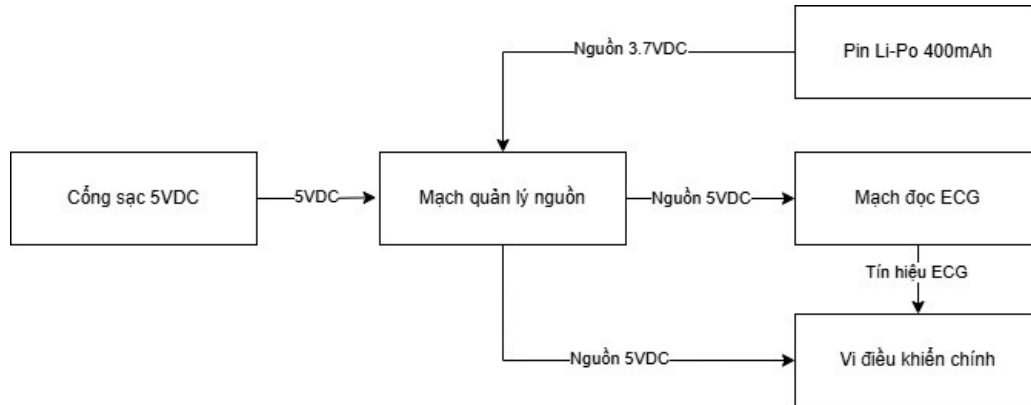 Pin Li-Po 400mAh
Nguồn 3.7VDC
Cổng sạc 5VDC
5VDC
Mạch quản lý nguồn
Nguồn 5VDC
Mạch đọc ECG
Tín hiệu ECG
Nguồn 5VDC
Vi điều khiển chính